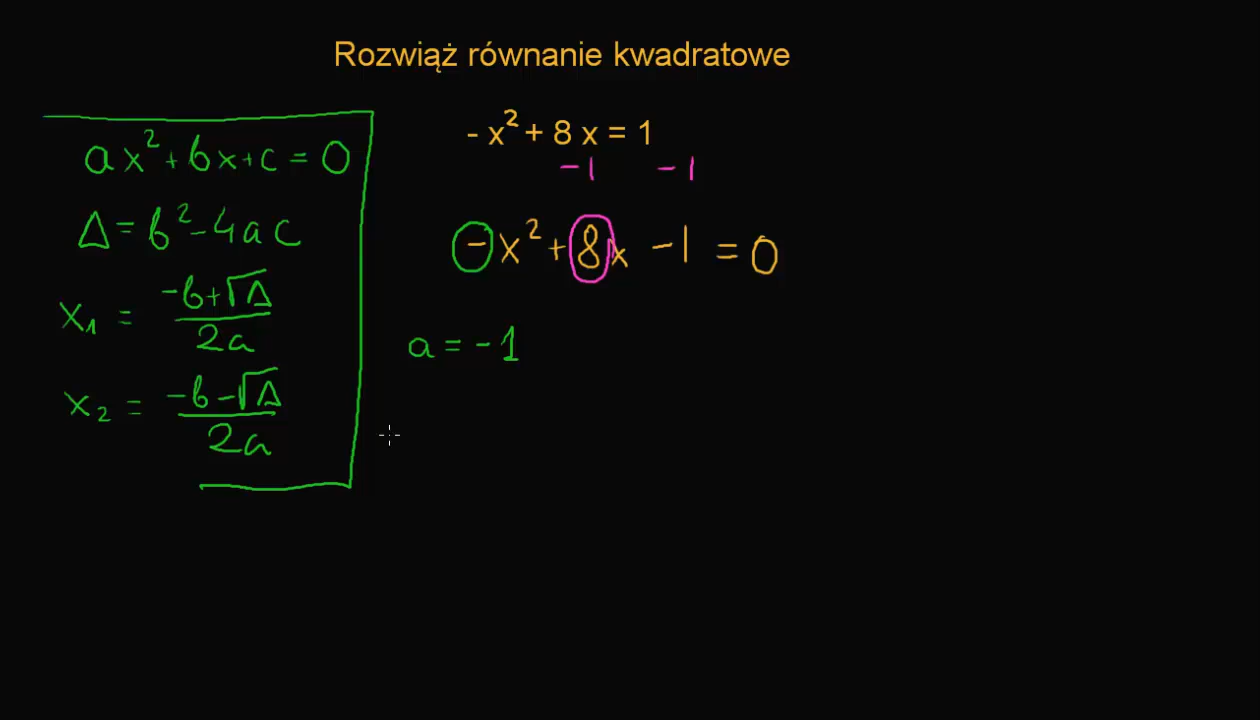 Rozwiąż równanie kwadratowe
ax² + bx + c = 0
Δ = b² - 4ac
x₁ = (-b + √Δ) / 2a
x₂ = (-b - √Δ) / 2a
- x² + 8 x = 1
-1 -1
-x² + 8x - 1 = 0
a = -1